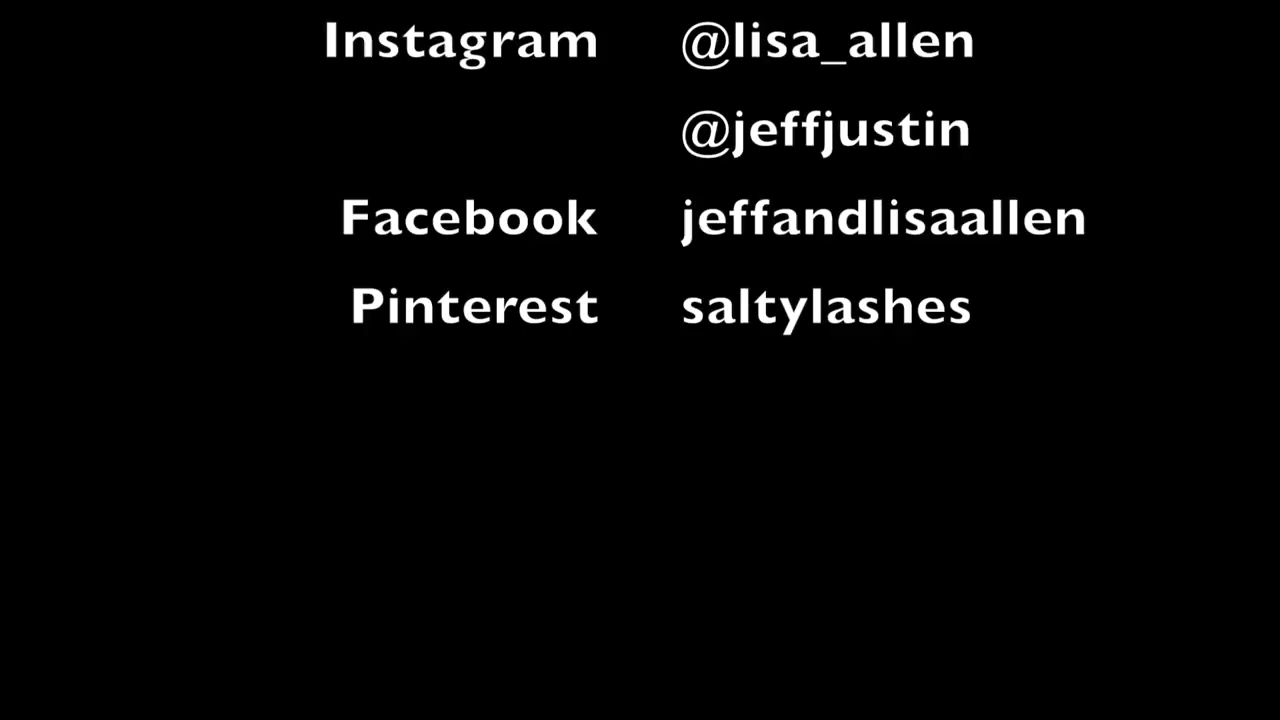 Instagram @lisa_allen
@jeffjustin
Facebook jeffandlisaallen
Pinterest saltylashes